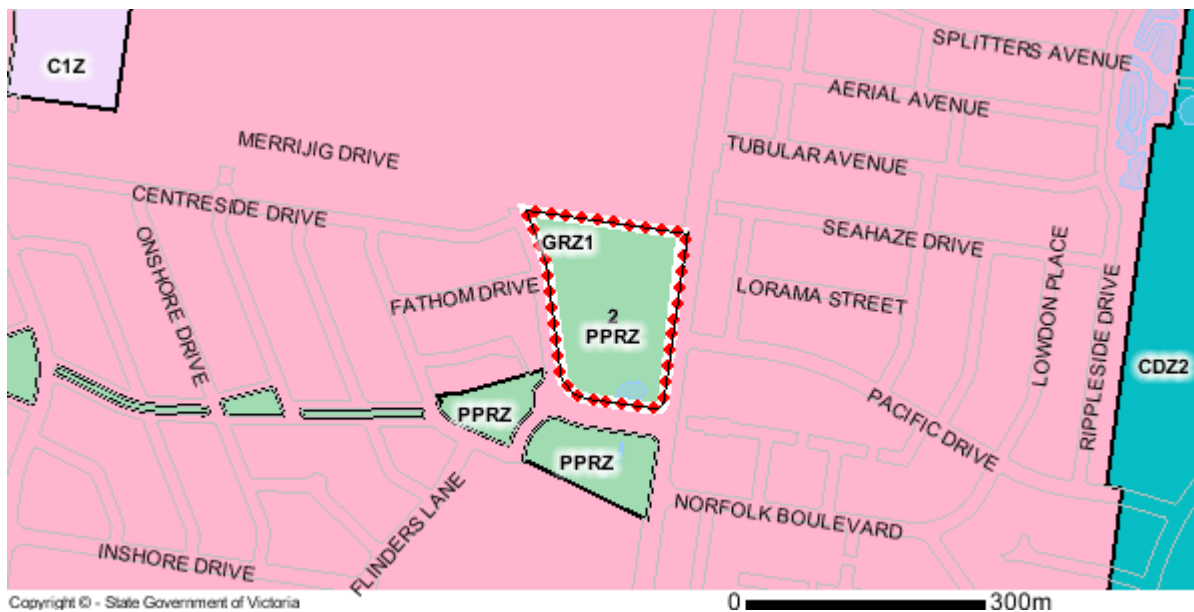 SPLITTERS AVENUE
C1Z
AERIAL AVENUE
MERRIJIG DRIVE
TUBULAR AVENUE
CENTRESIDE DRIVE
ONSHORE DRIVE
GRZ1
SEAHAZE DRIVE
LOWDON PLACE
RIPPLESIDE DRIVE
FATHOM DRIVE
LORAMA STREET
2
PPRZ
CDZ2
PPRZ
PACIFIC DRIVE
PPRZ
FLINDERS LANE
NORFOLK BOULEVARD
INSHORE DRIVE
Copyright © - State Government of Victoria
0 300m